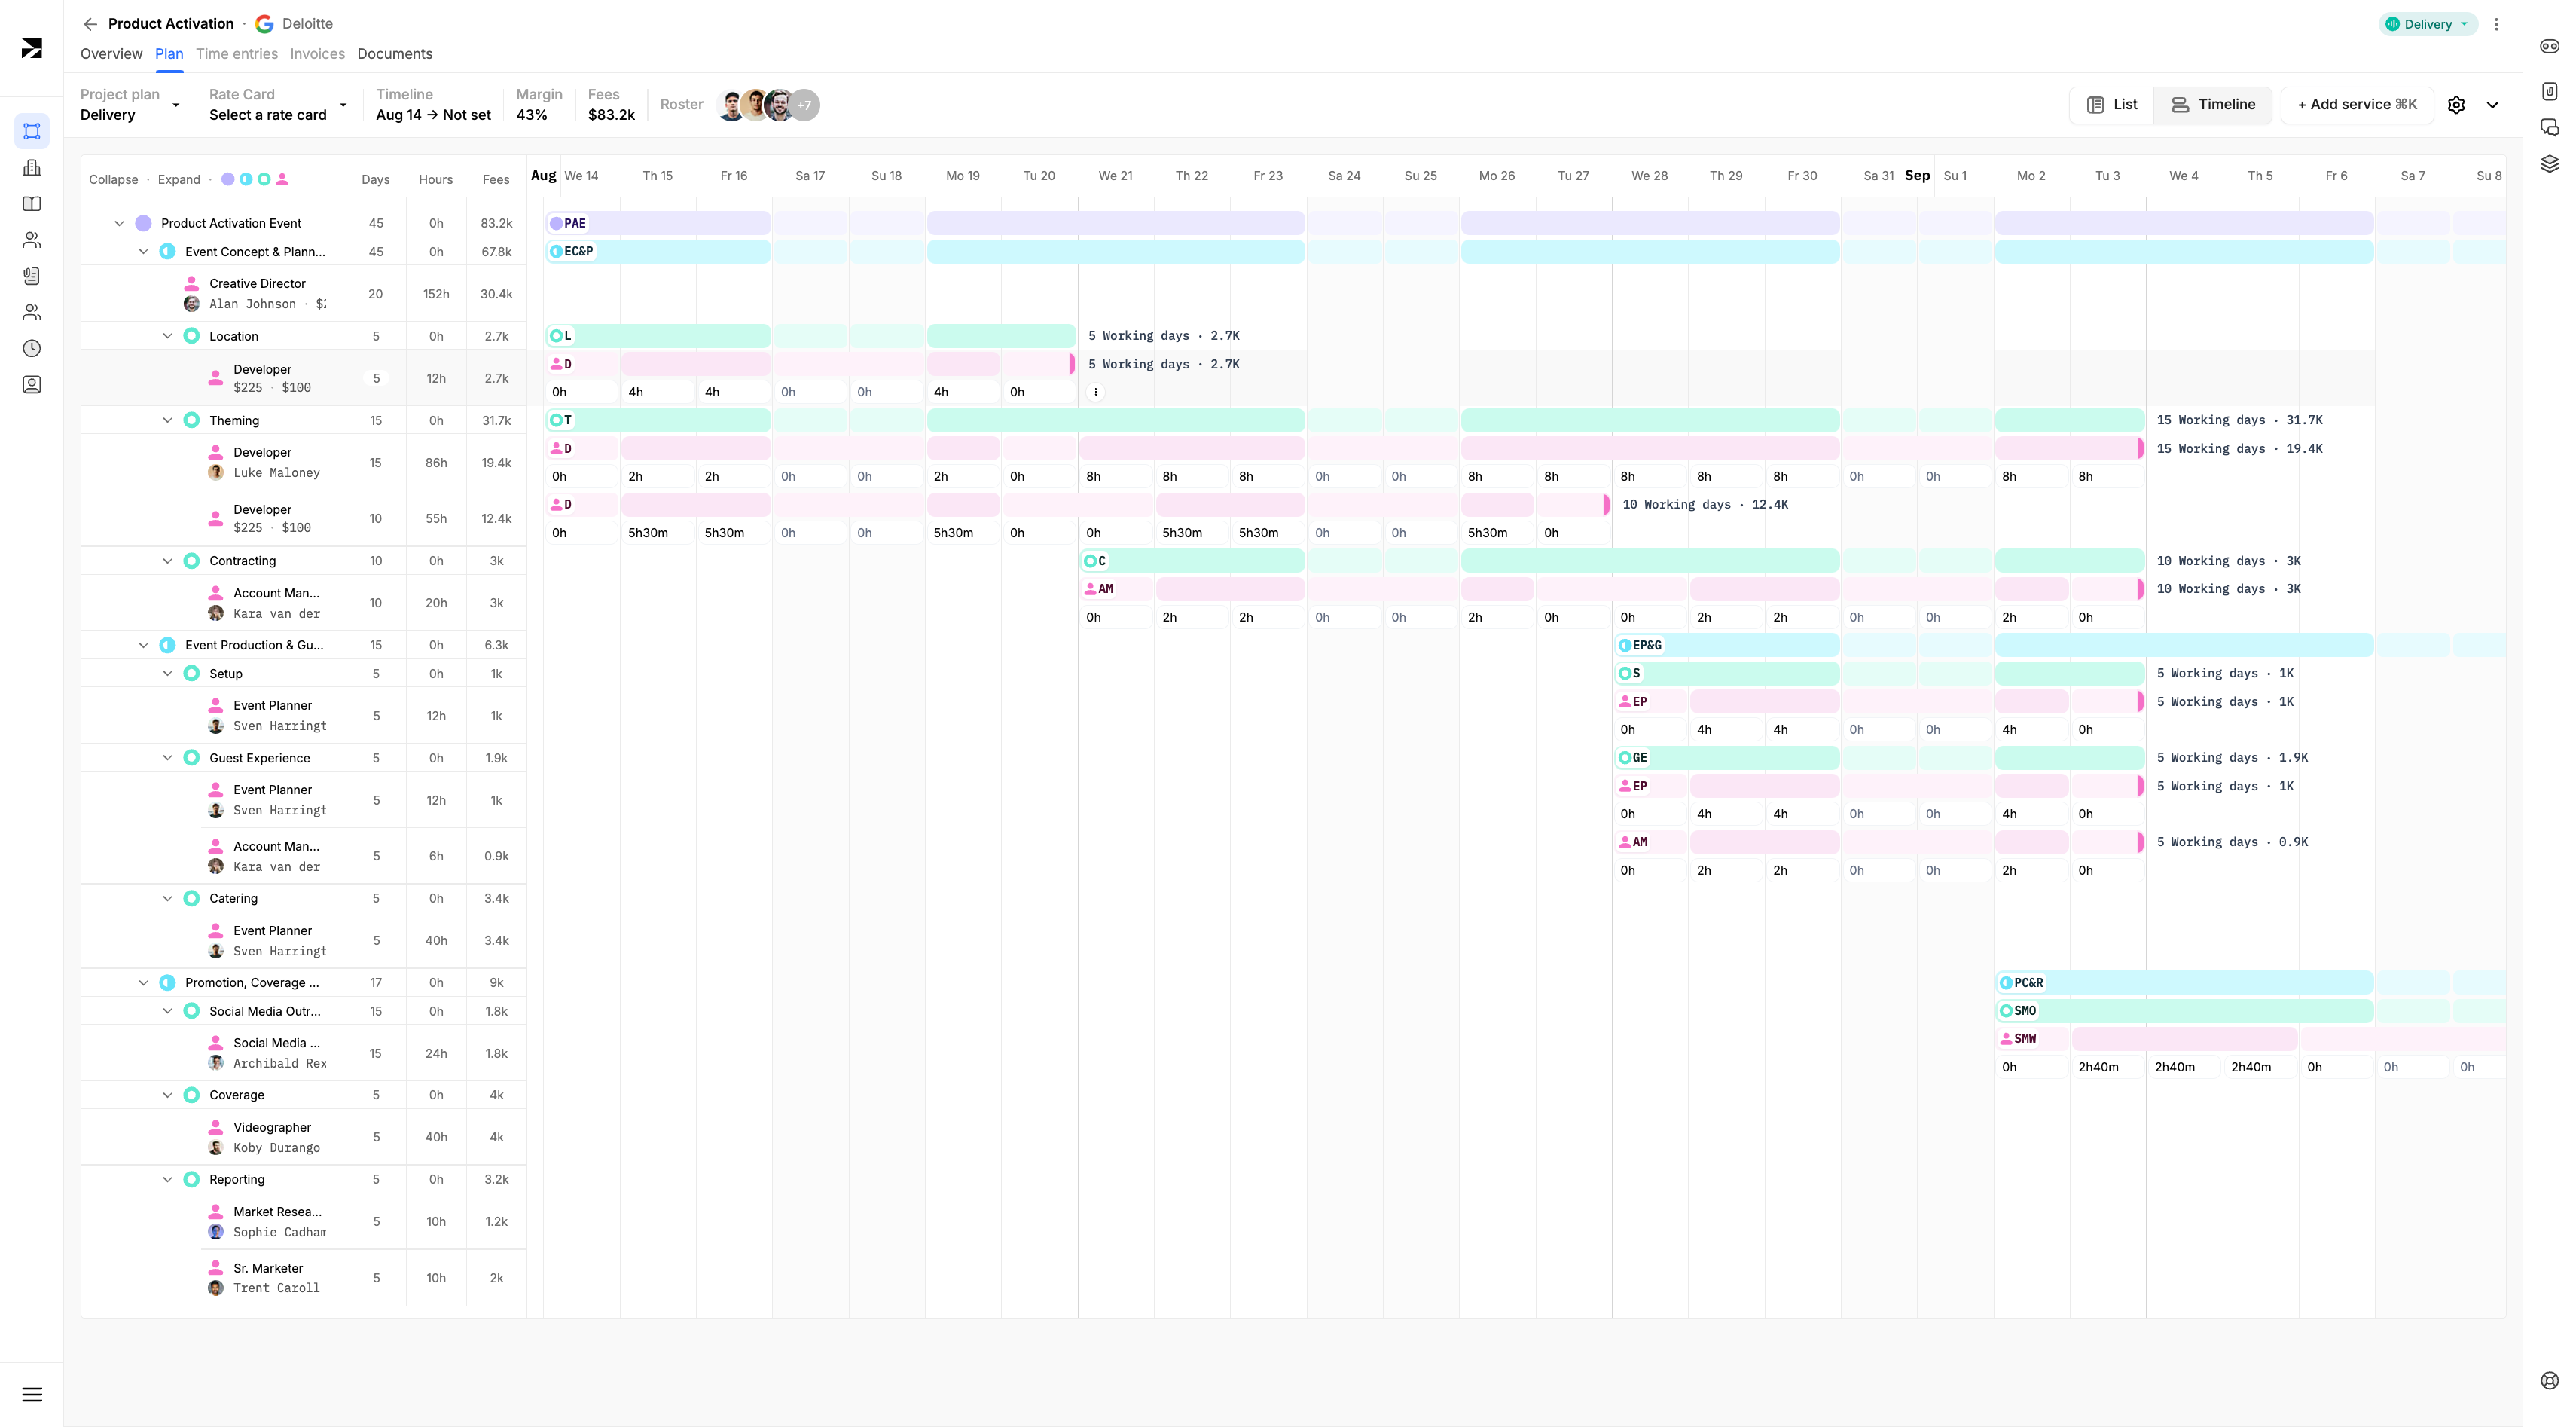 Product Activation · Deloitte
Delivery
Overview Plan Time entries Invoices Documents
Project plan
Delivery
Rate Card
Select a rate card
Timeline
Aug 14 → Not set
Margin
43%
Fees
$83.2k
Roster +7
List Timeline + Add service ⌘K
Collapse · Expand · Days Hours Fees
Aug We 14 Th 15 Fr 16 Sa 17 Su 18 Mo 19 Tu 20 We 21 Th 22 Fr 23 Sa 24 Su 25 Mo 26 Tu 27 We 28 Th 29 Fr 30 Sa 31 Sep Su 1 Mo 2 Tu 3 We 4 Th 5 Fr 6 Sa 7 Su 8
Product Activation Event 45 0h 83.2k PAE
Event Concept & Plann... 45 0h 67.8k EC&P
Creative Director
Alan Johnson · $2 20 152h 30.4k
Location 5 0h 2.7k L 5 Working days · 2.7K
Developer
$225 · $100 5 12h 2.7k D 5 Working days · 2.7K
0h 4h 4h 0h 0h 4h 0h
Theming 15 0h 31.7k T 15 Working days · 31.7K
Developer
Luke Maloney 15 86h 19.4k D 15 Working days · 19.4K
0h 2h 2h 0h 0h 2h 0h 8h 8h 8h 0h 0h 8h 8h 8h 8h 8h 0h 0h 8h 8h
Developer
$225 · $100 10 55h 12.4k D 10 Working days · 12.4K
0h 5h30m 5h30m 0h 0h 5h30m 0h 0h 5h30m 5h30m 0h 0h 5h30m 0h
Contracting 10 0h 3k C 10 Working days · 3K
Account Man...
Kara van der 10 20h 3k AM 10 Working days · 3K
0h 2h 2h 0h 0h 2h 0h 0h 2h 2h 0h 0h 2h 0h
Event Production & Gu... 15 0h 6.3k EP&G
Setup 5 0h 1k S 5 Working days · 1K
Event Planner
Sven Harringt 5 12h 1k EP 5 Working days · 1K
0h 4h 4h 0h 0h 4h 0h
Guest Experience 5 0h 1.9k GE 5 Working days · 1.9K
Event Planner
Sven Harringt 5 12h 1k EP 5 Working days · 1K
0h 4h 4h 0h 0h 4h 0h
Account Man...
Kara van der 5 6h 0.9k AM 5 Working days · 0.9K
0h 2h 2h 0h 0h 2h 0h
Catering 5 0h 3.4k
Event Planner
Sven Harringt 5 40h 3.4k
Promotion, Coverage ... 17 0h 9k PC&R
Social Media Outr... 15 0h 1.8k SMO
Social Media ...
Archibald Rex 15 24h 1.8k SMW
0h 2h40m 2h40m 2h40m 0h 0h 0h
Coverage 5 0h 4k
Videographer
Koby Durango 5 40h 4k
Reporting 5 0h 3.2k
Market Resea...
Sophie Cadham 5 10h 1.2k
Sr. Marketer
Trent Caroll 5 10h 2k